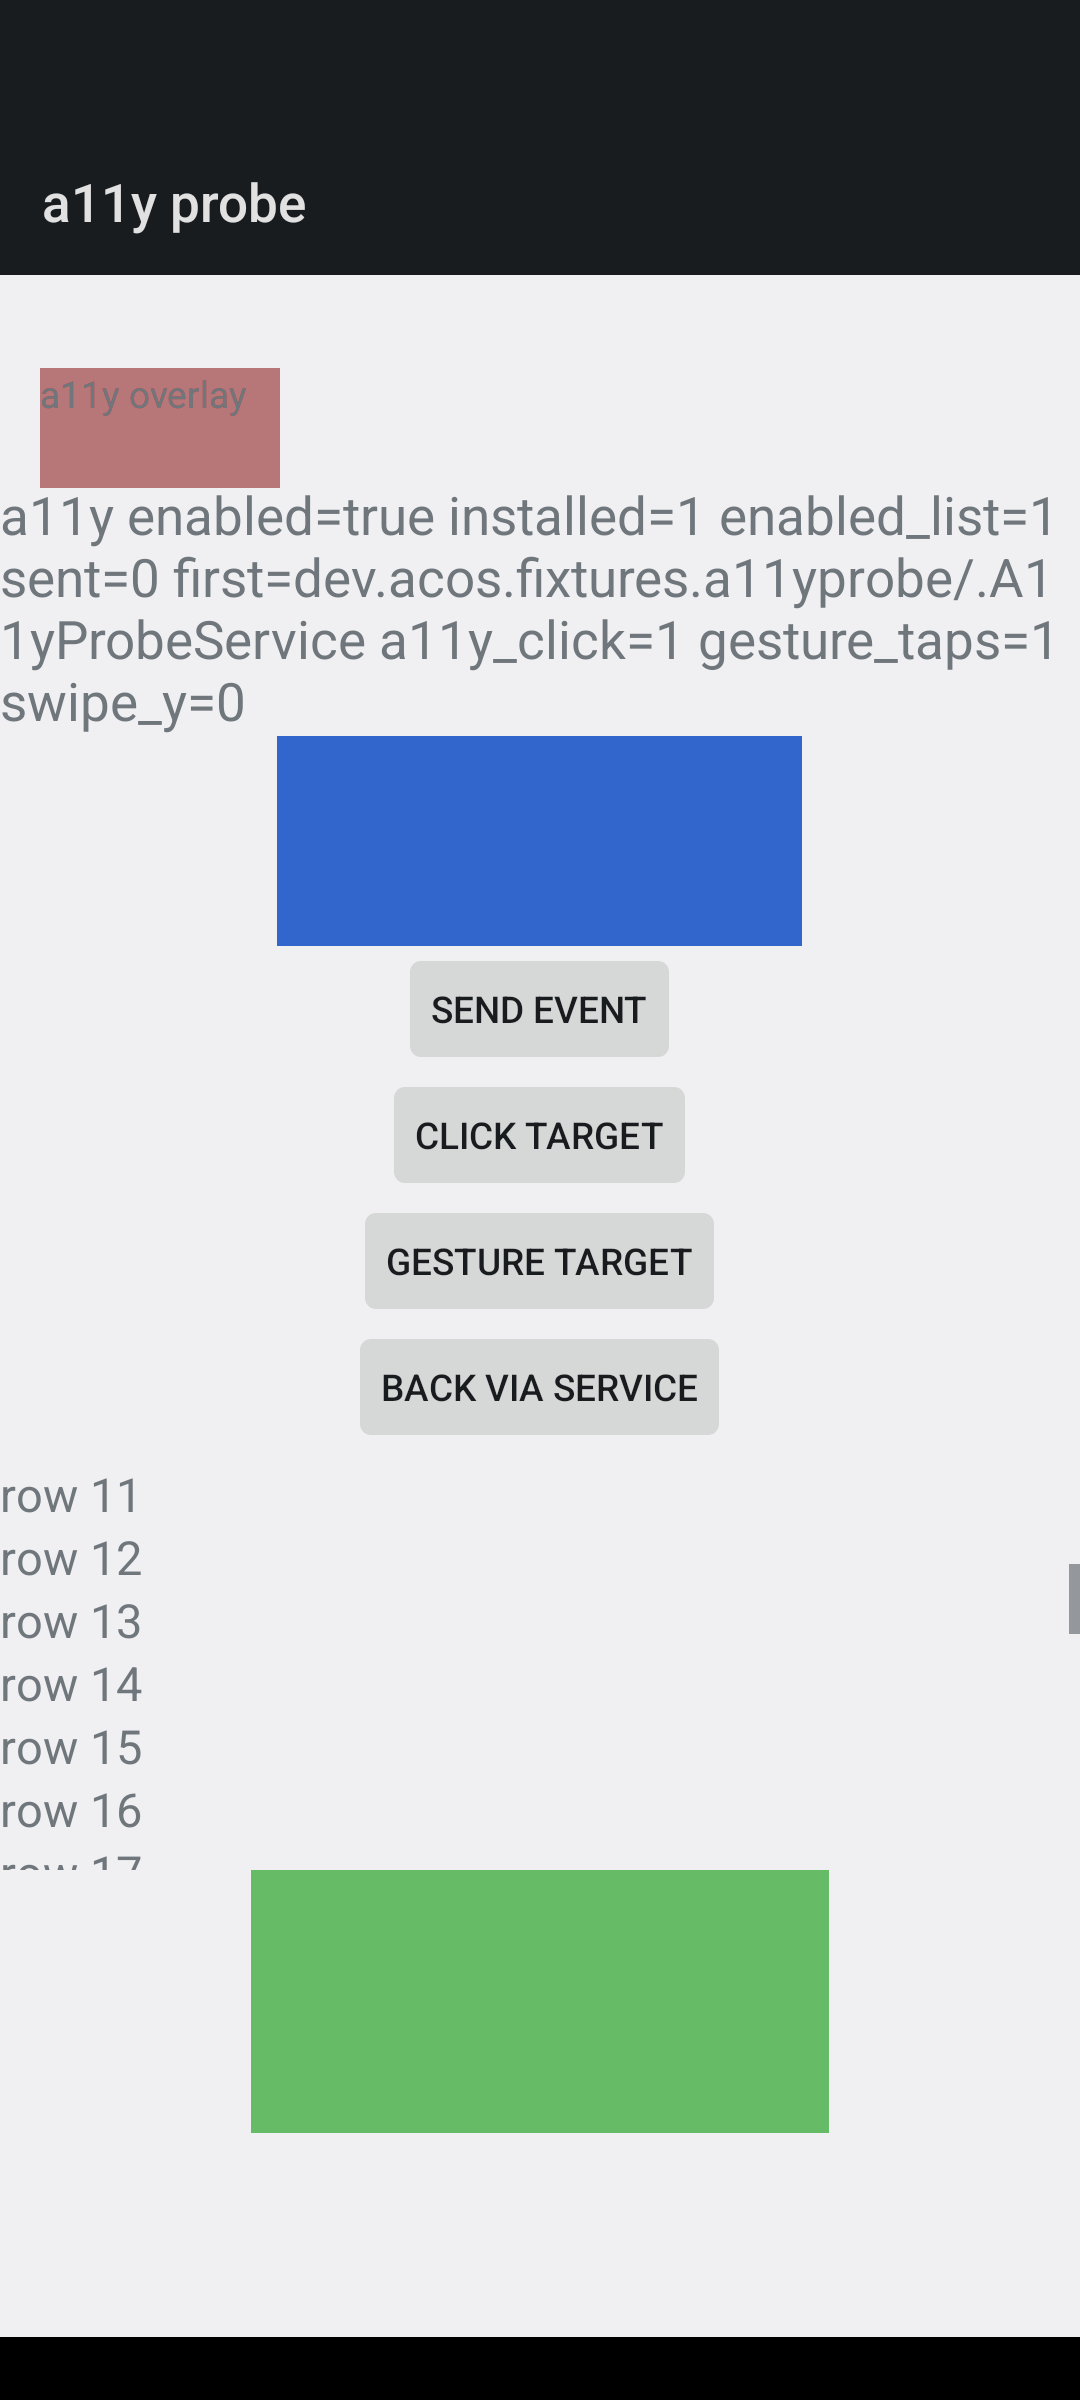 a11y probe
a11y overlay
a11y enabled=true installed=1 enabled_list=1
sent=0 first=dev.acos.fixtures.a11yprobe/.A1
1yProbeService a11y_click=1 gesture_taps=1
swipe_y=0
SEND EVENT
CLICK TARGET
GESTURE TARGET
BACK VIA SERVICE
row 11
row 12
row 13
row 14
row 15
row 16
row 17